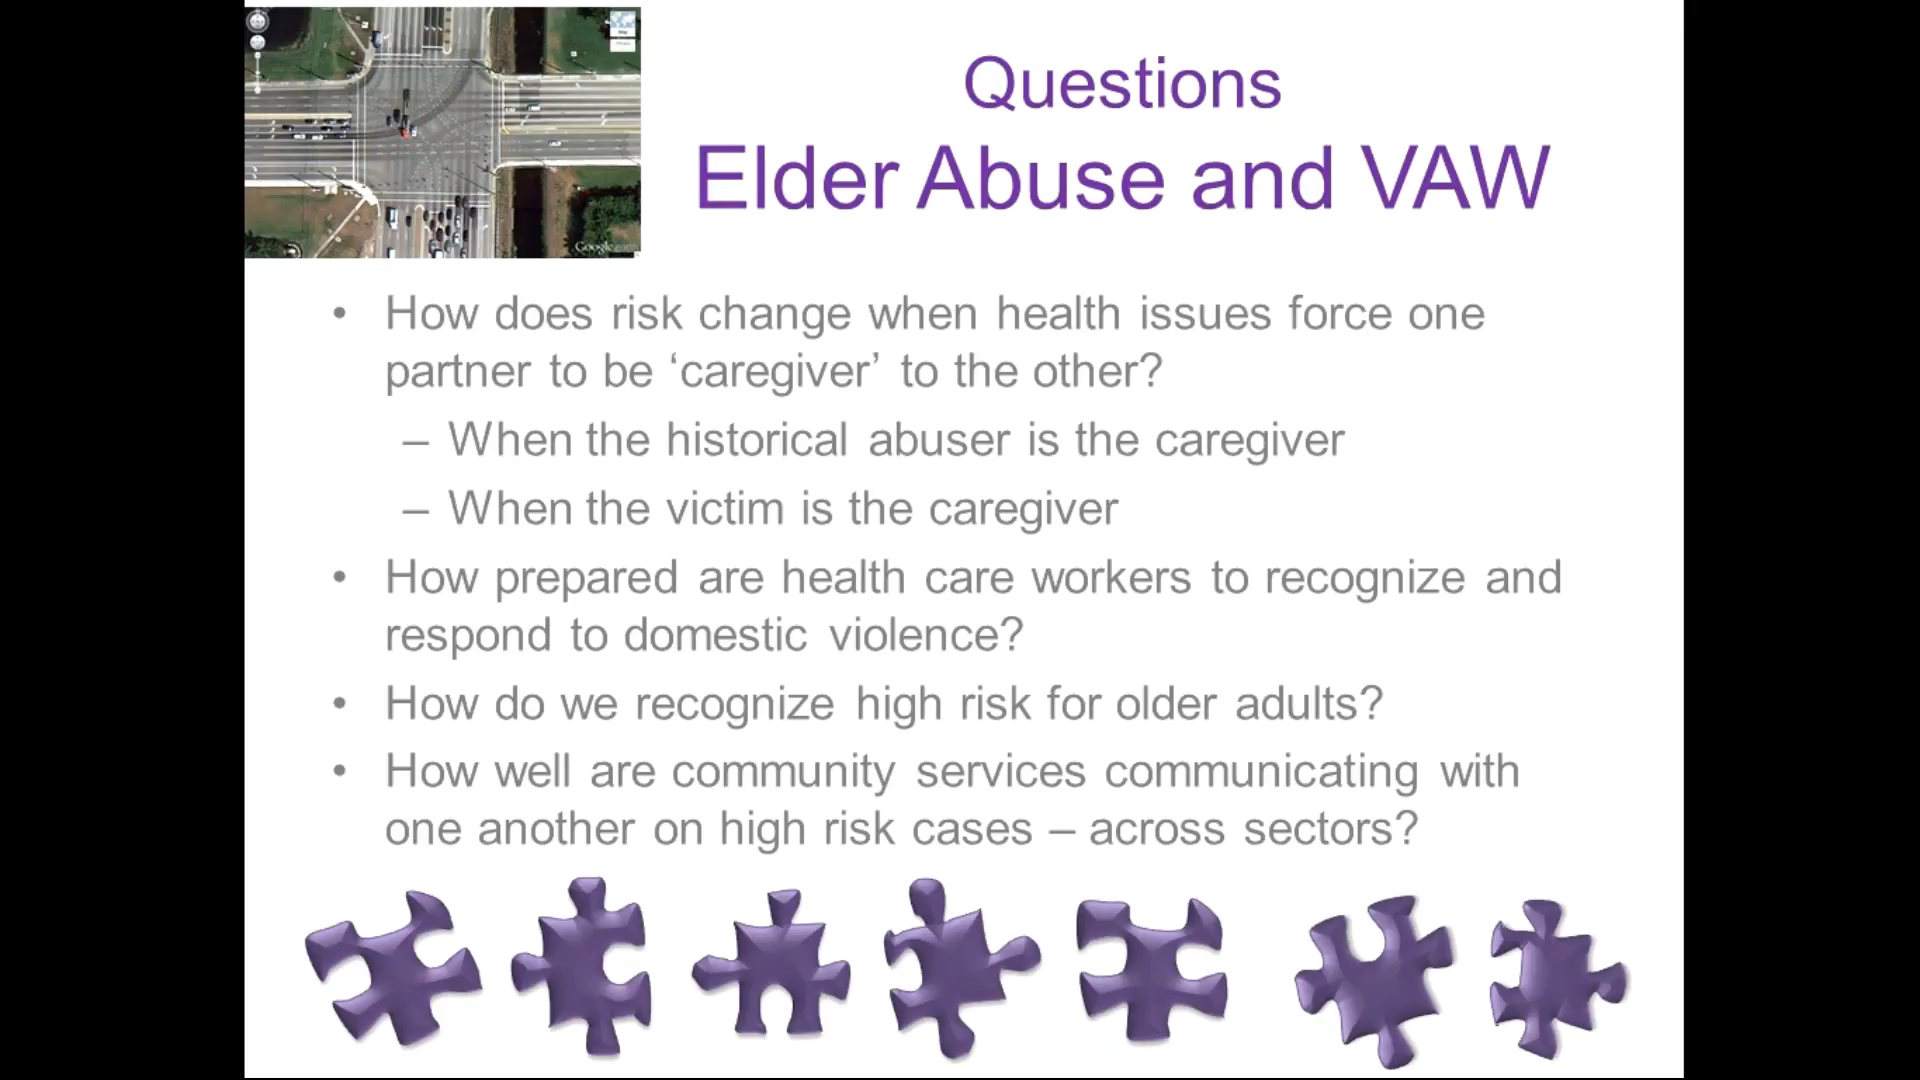 Questions
Elder Abuse and VAW
• How does risk change when health issues force one
partner to be ‘caregiver’ to the other?
– When the historical abuser is the caregiver
– When the victim is the caregiver
• How prepared are health care workers to recognize and
respond to domestic violence?
• How do we recognize high risk for older adults?
• How well are community services communicating with
one another on high risk cases – across sectors?
Google